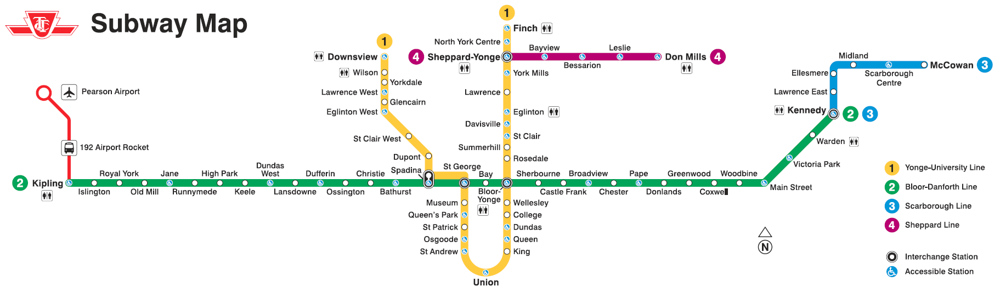 TTC
Subway Map
1
Finch
North York Centre
1
Downsview
4
Sheppard-Yonge
Bayview
Bessarion
Leslie
Don Mills
4
Wilson
York Mills
Yorkdale
Lawrence West
Lawrence
Glencairn
Eglinton West
Eglinton
Davisville
St Clair West
St Clair
Summerhill
Dupont
Rosedale
Midland
McCowan
3
Ellesmere
Scarborough
Centre
Lawrence East
Kennedy
2
3
Warden
Victoria Park
Pearson Airport
192 Airport Rocket
2
Kipling
Islington
Royal York
Old Mill
Jane
Runnymede
High Park
Keele
Dundas
West
Lansdowne
Dufferin
Ossington
Christie
Bathurst
Spadina
St George
Bay
Bloor-
Yonge
Sherbourne
Castle Frank
Broadview
Chester
Pape
Donlands
Greenwood
Coxwell
Woodbine
Main Street
Museum
Wellesley
Queen's Park
College
St Patrick
Dundas
Osgoode
Queen
St Andrew
King
Union
N
1
Yonge-University Line
2
Bloor-Danforth Line
3
Scarborough Line
4
Sheppard Line
Interchange Station
Accessible Station